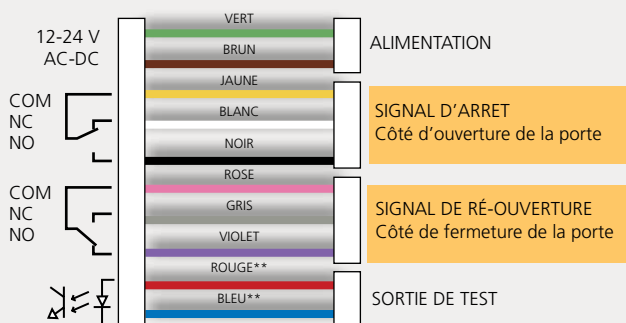 12-24 V
AC-DC
VERT
BRUN
ALIMENTATION
COM
NC
NO
JAUNE
BLANC
NOIR
SIGNAL D’ARRET
Côté d’ouverture de la porte
COM
NC
NO
ROSE
GRIS
VIOLET
SIGNAL DE RÉ-OUVERTURE
Côté de fermeture de la porte
ROUGE**
BLEU**
SORTIE DE TEST